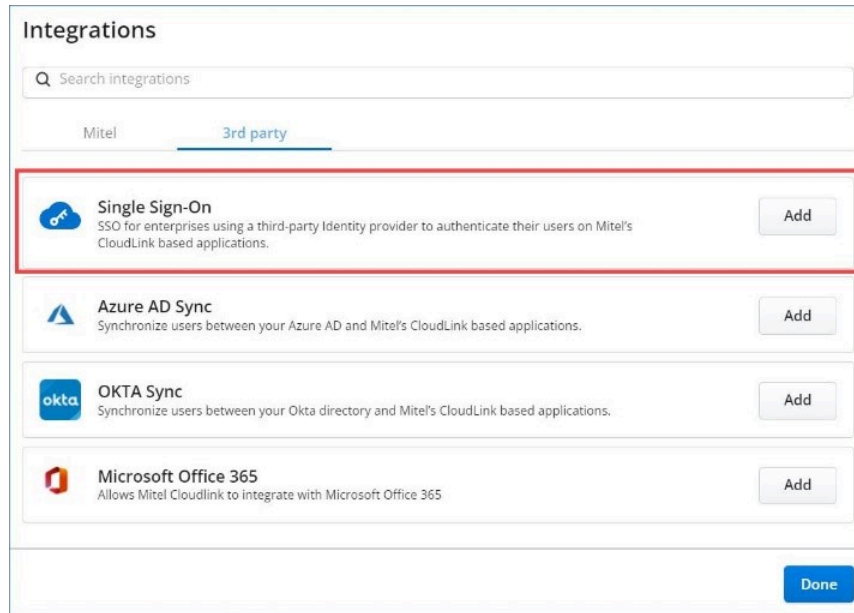 Integrations
Search integrations
Mitel
3rd party
Single Sign-On
SSO for enterprises using a third-party Identity provider to authenticate their users on Mitel's
CloudLink based applications.
Add
Azure AD Sync
Synchronize users between your Azure AD and Mitel's CloudLink based applications.
Add
okta
OKTA Sync
Synchronize users between your Okta directory and Mitel's CloudLink based applications.
Add
Microsoft Office 365
Allows Mitel Cloudlink to integrate with Microsoft Office 365
Add
Done